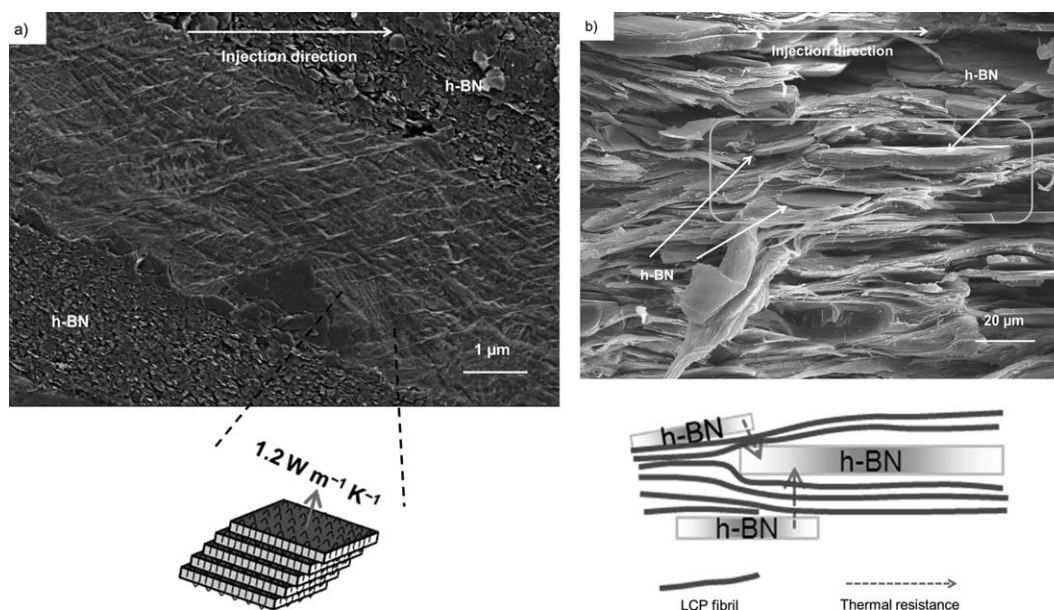 a)
Injection direction
h-BN
h-BN
1 µm
1.2 W m⁻¹ K⁻¹
b)
Injection direction
h-BN
h-BN
20 µm
h-BN
h-BN
h-BN
LCP fibril
Thermal resistance